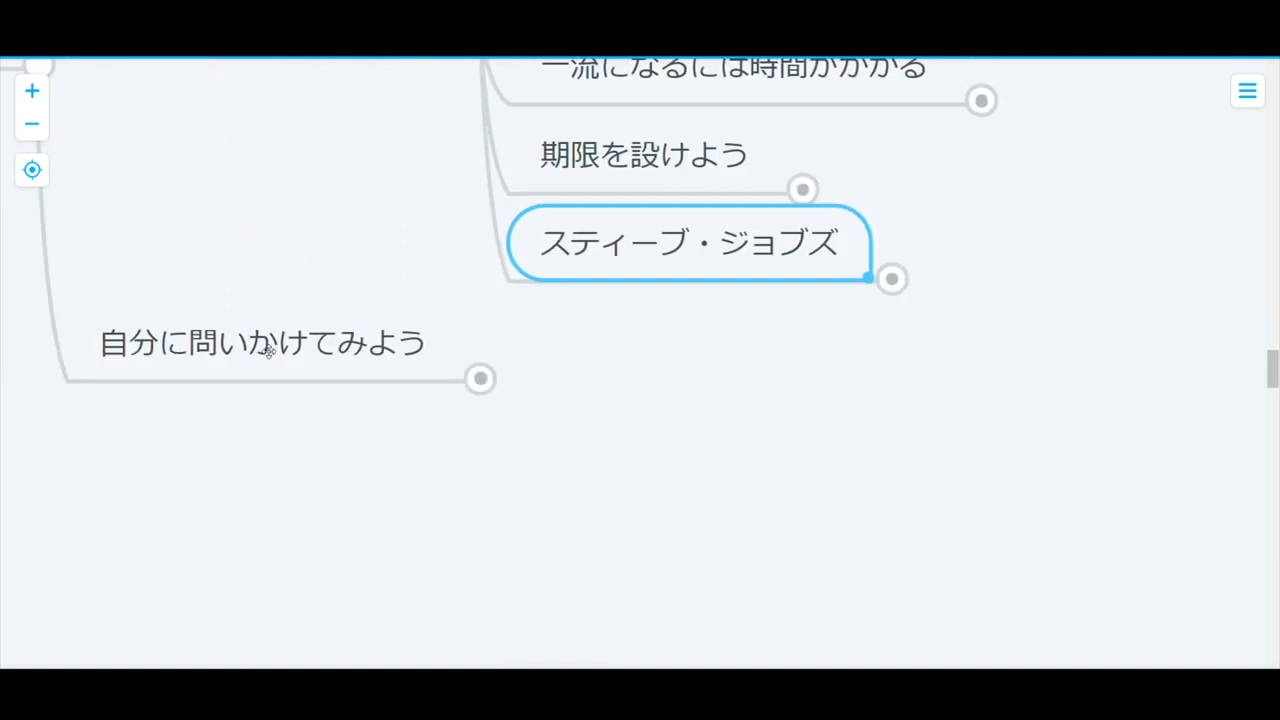 一流になるには時間がかかる
期限を設けよう
スティーブ・ジョブズ
自分に問いかけてみよう